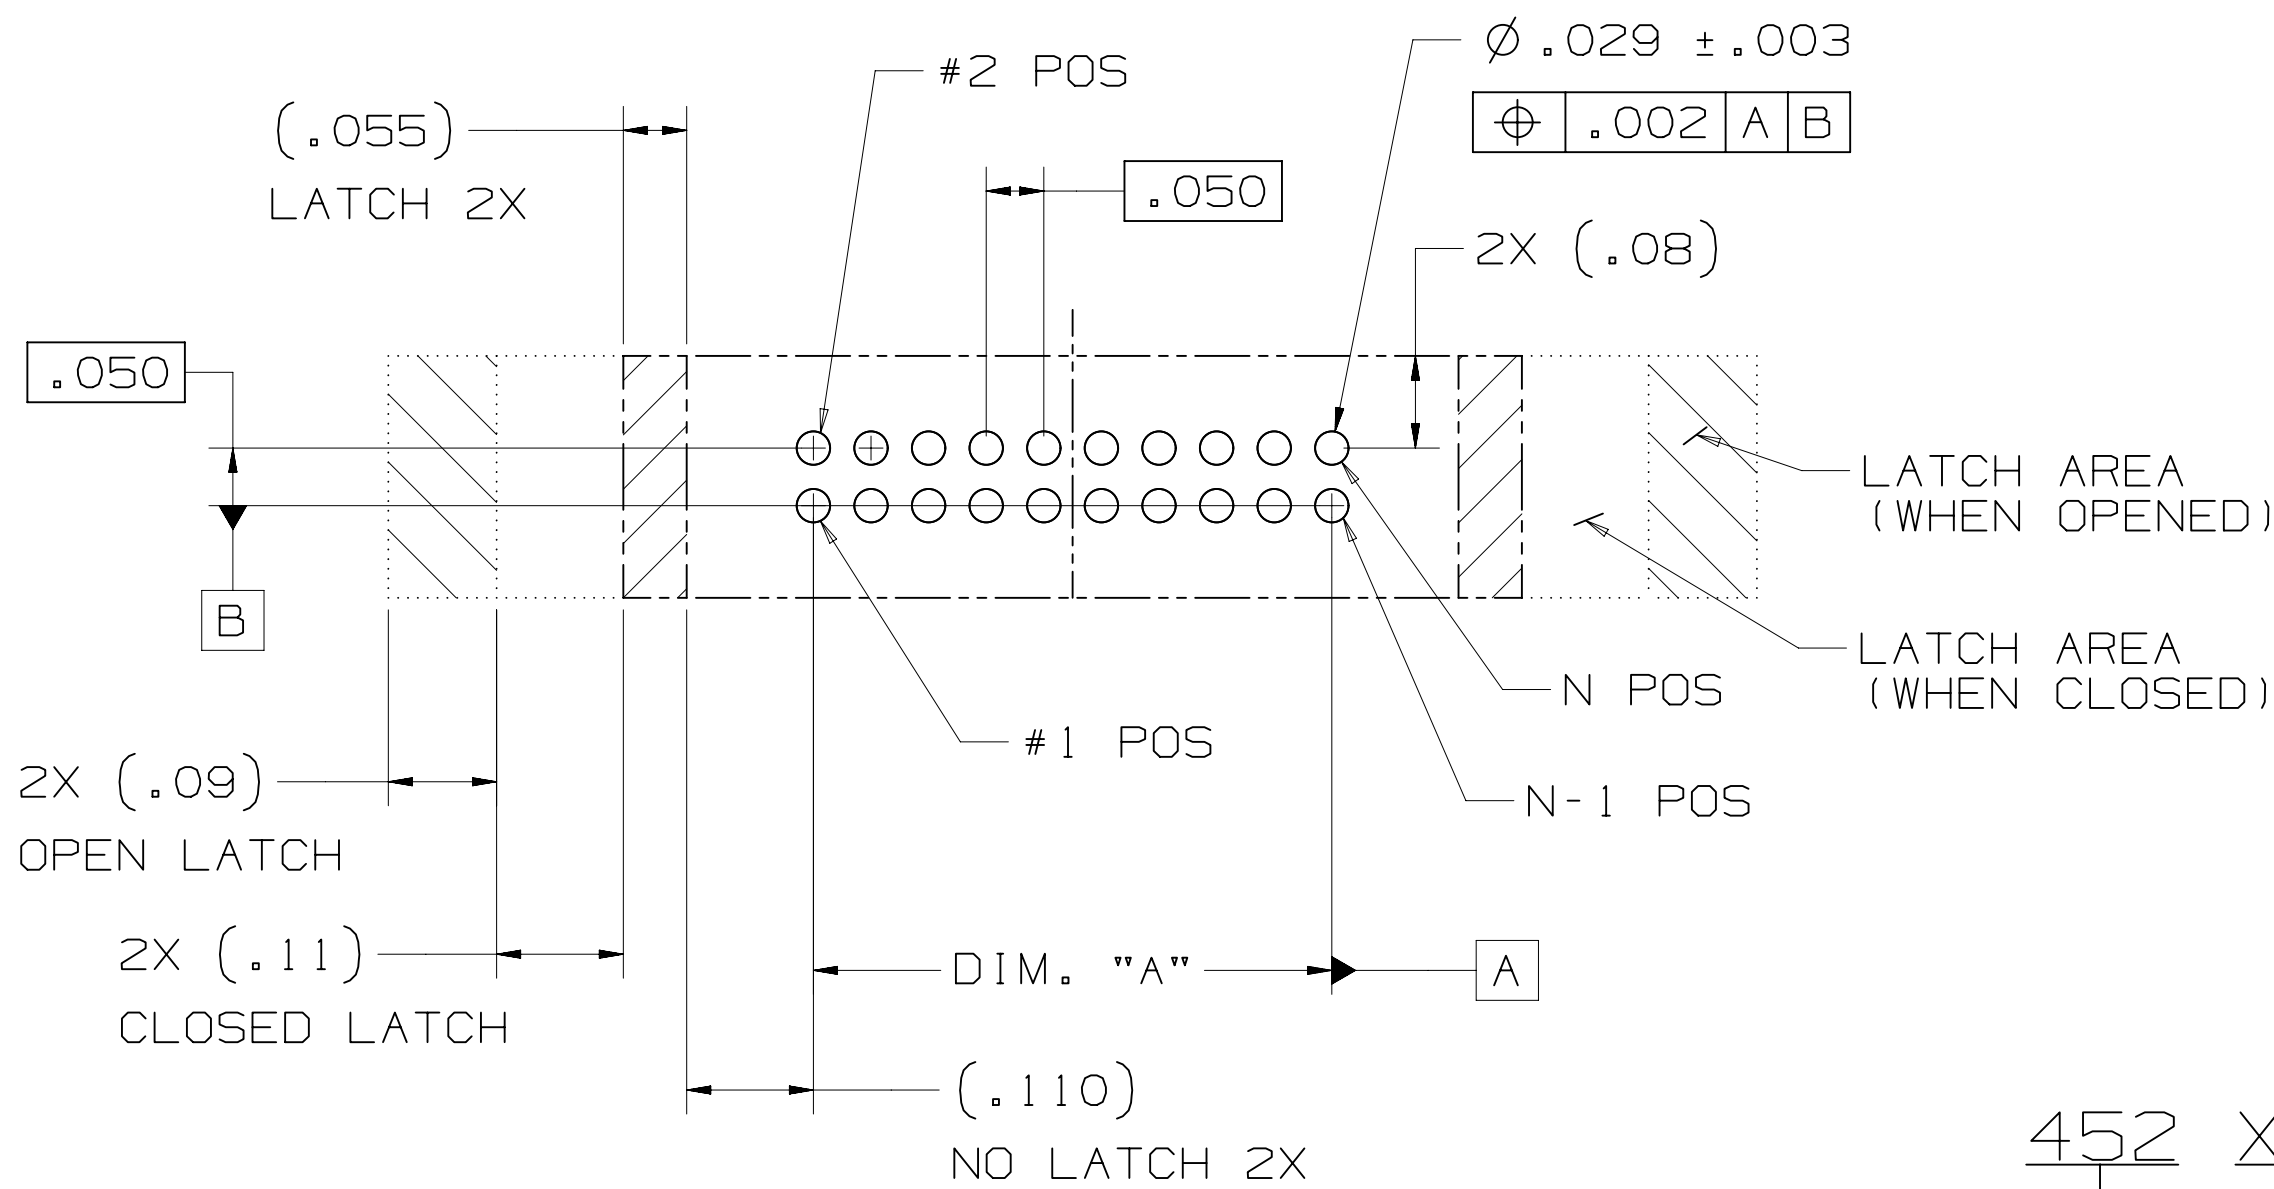 Ø.029 ±.003
⌖ .002 A B
#2 POS
(.055)
LATCH 2X
.050
2X (.08)
.050
LATCH AREA
(WHEN OPENED)
B
LATCH AREA
(WHEN CLOSED)
N POS
#1 POS
N-1 POS
2X (.09)
OPEN LATCH
2X (.11)
CLOSED LATCH
DIM. "A"
A
(.110)
NO LATCH 2X
452 X